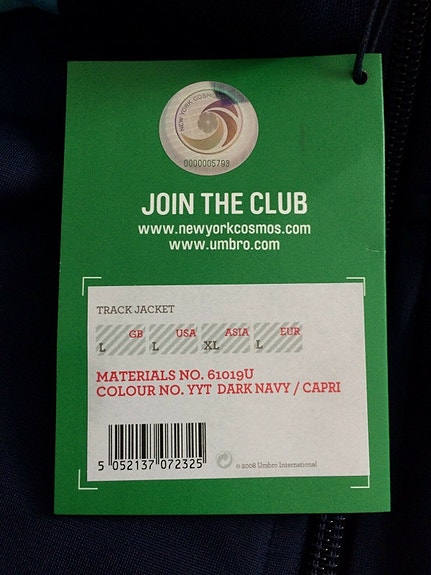 NEW YORK COSMOS
0000005793
JOIN THE CLUB
www.newyorkcosmos.com
www.umbro.com
TRACK JACKET
GB USA ASIA EUR
L L XL L
MATERIALS NO. 61019U
COLOUR NO. YYT DARK NAVY / CAPRI
5 052137 072325
© 2008 Umbro International